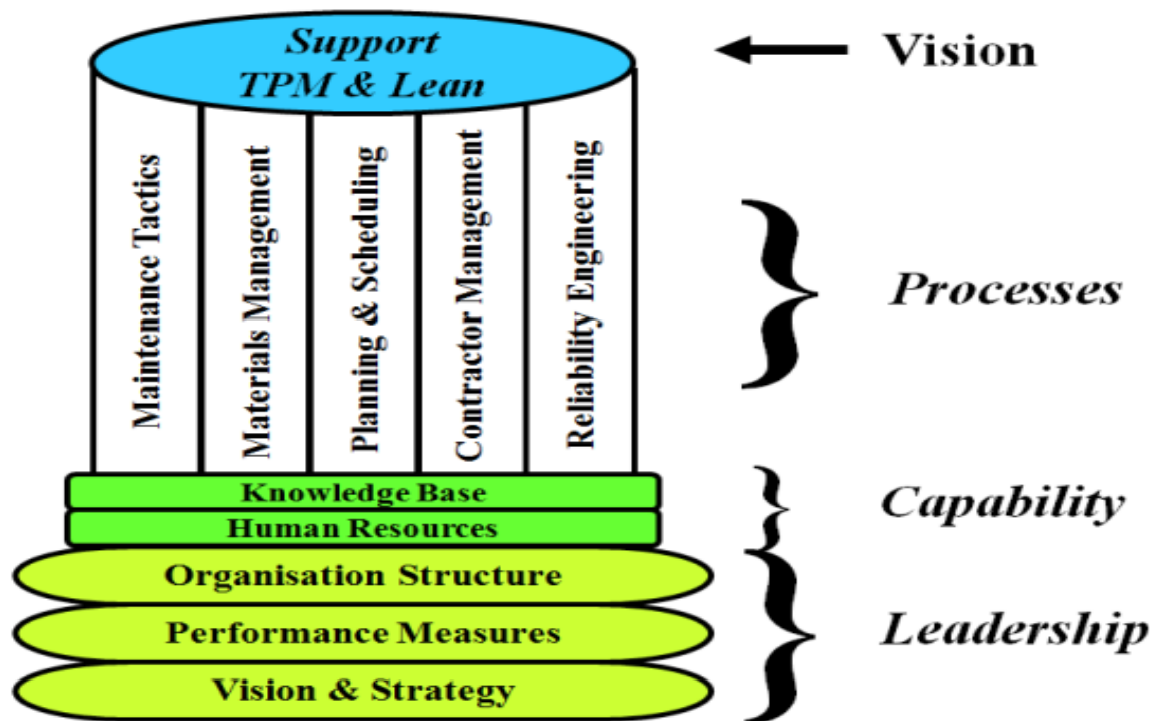 Support
TPM & Lean
Vision
Maintenance Tactics
Materials Management
Planning & Scheduling
Contractor Management
Reliability Engineering
Processes
Knowledge Base
Human Resources
Capability
Organisation Structure
Performance Measures
Vision & Strategy
Leadership